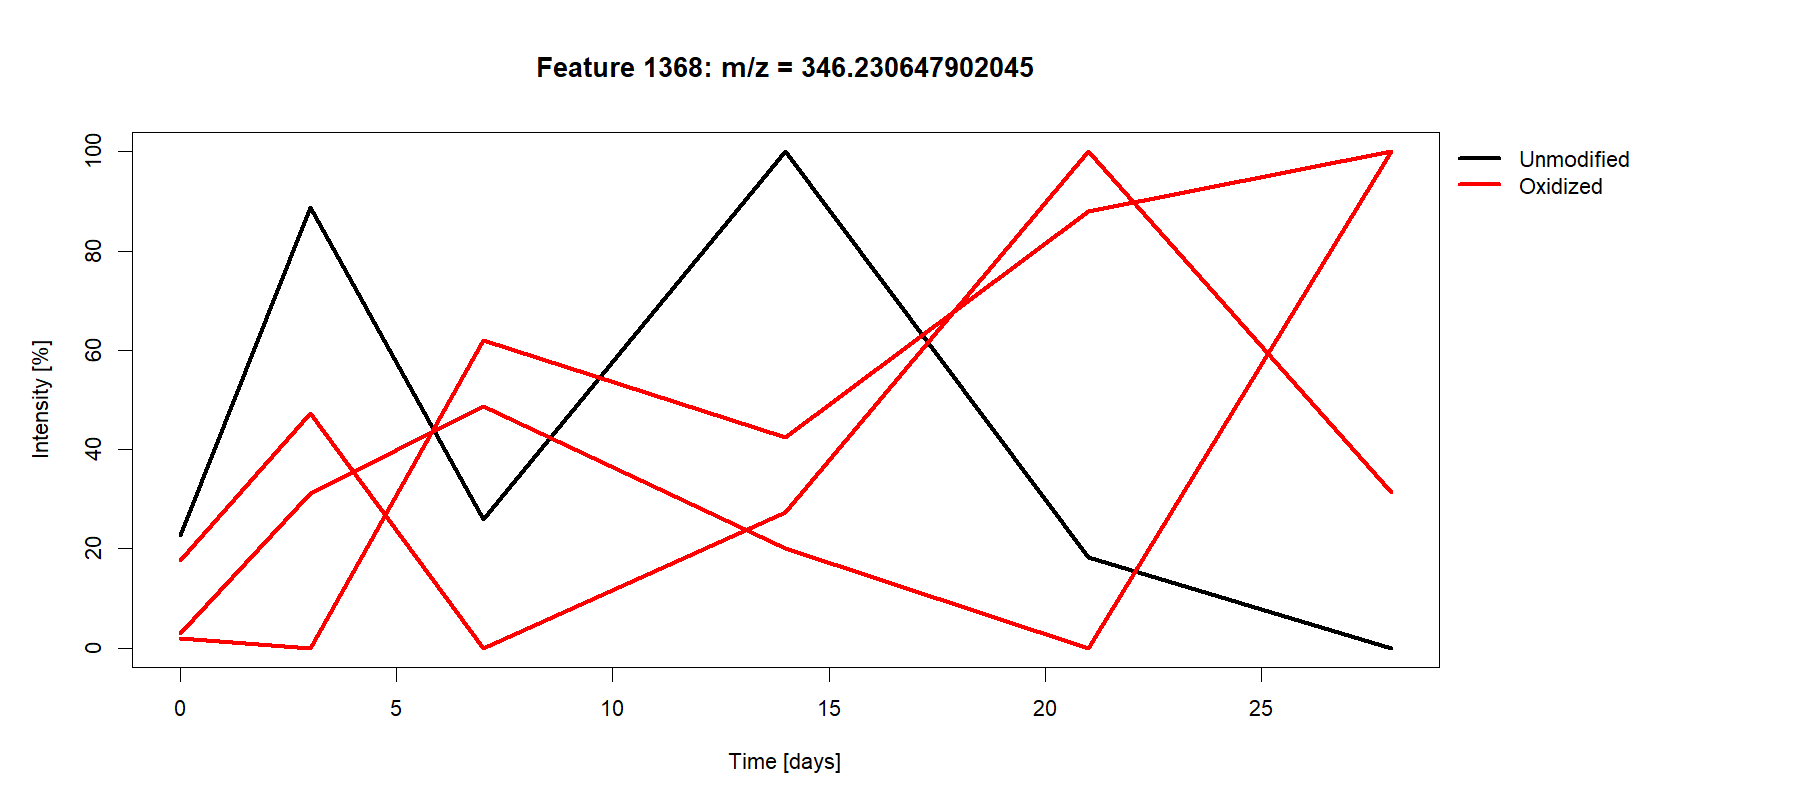 Feature 1368: m/z = 346.230647902045
Unmodified
Oxidized
Intensity [%]
100
80
60
40
20
0
0 5 10 15 20 25
Time [days]